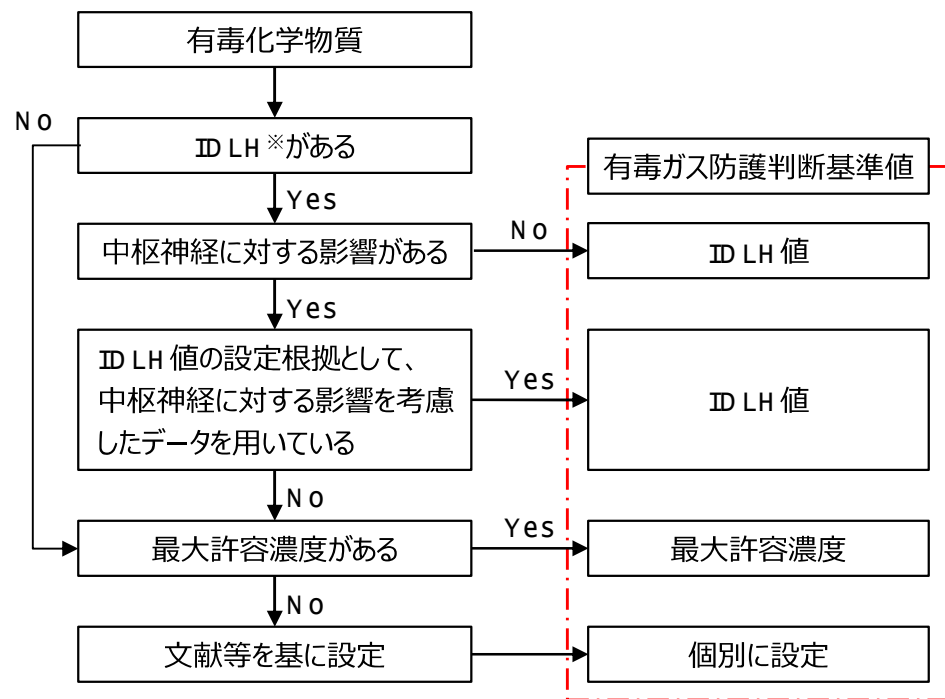 有毒化学物質
No
IDLH※がある
有毒ガス防護判断基準値
Yes
中枢神経に対する影響がある
No
IDLH値
Yes
IDLH値の設定根拠として、
中枢神経に対する影響を考慮
したデータを用いている
Yes
IDLH値
No
最大許容濃度がある
Yes
最大許容濃度
No
文献等を基に設定
個別に設定